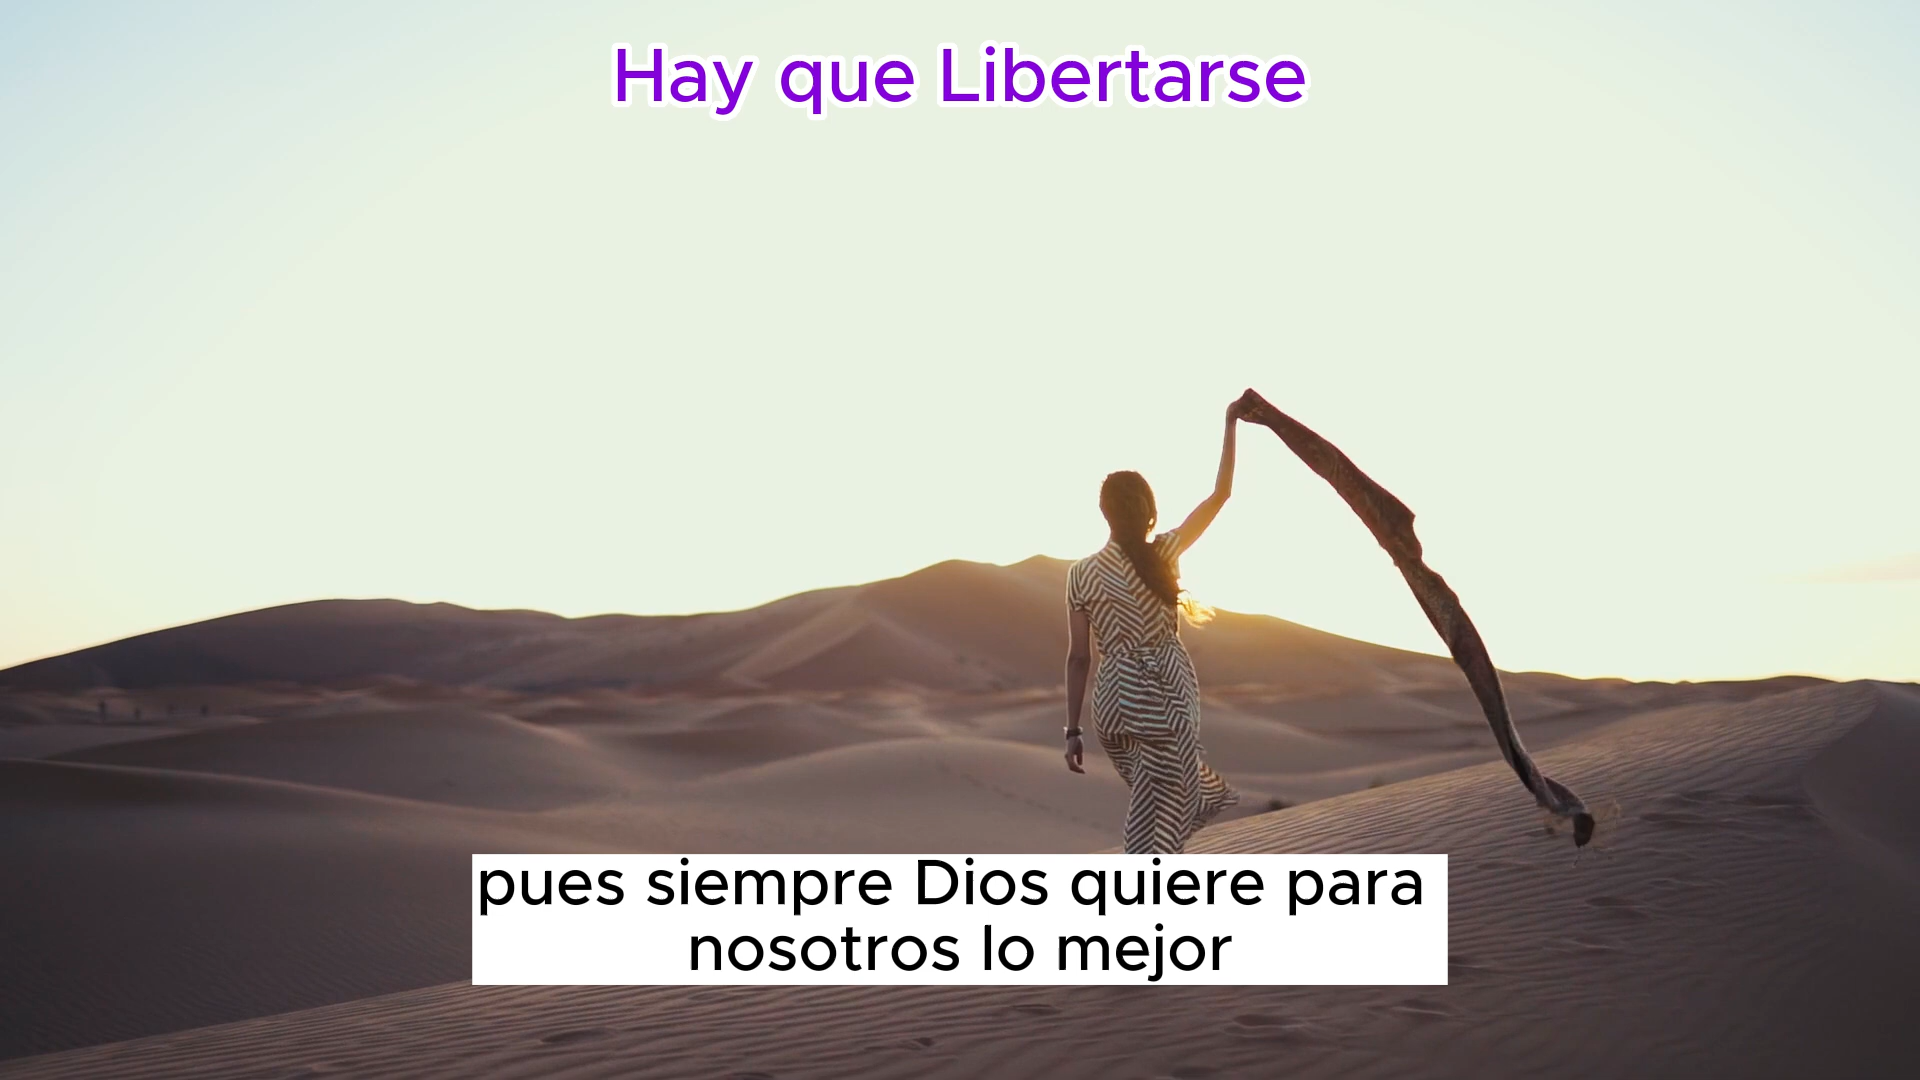 Hay que Libertarse
pues siempre Dios quiere para
nosotros lo mejor